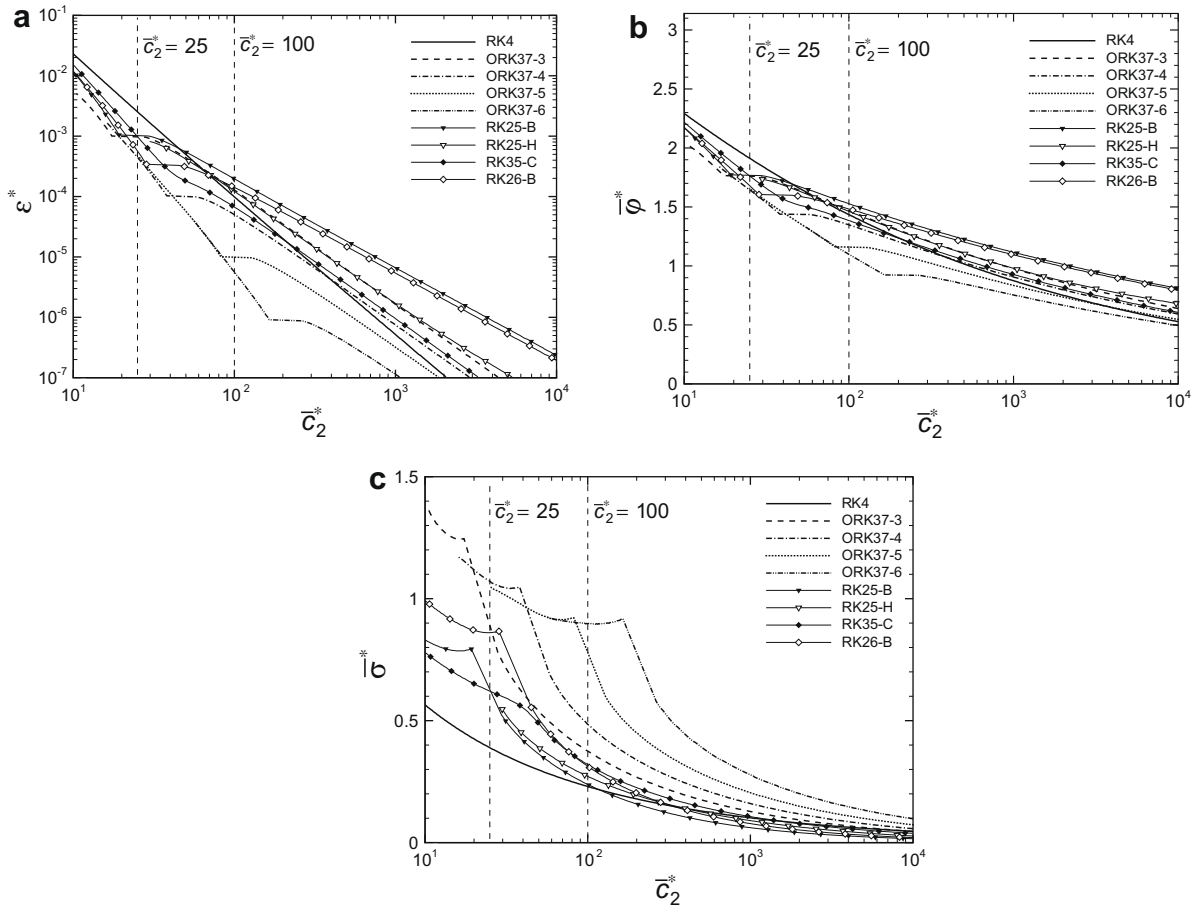 a
c̅₂* = 25
c̅₂* = 100
RK4
ORK37-3
ORK37-4
ORK37-5
ORK37-6
RK25-B
RK25-H
RK35-C
RK26-B
10⁰
10⁻¹
10⁻²
10⁻³
10⁻⁴
10⁻⁵
10⁻⁶
10⁻⁷
ε*
10¹ 10² 10³ 10⁴
c̅₂*
b
c̅₂* = 25
c̅₂* = 100
RK4
ORK37-3
ORK37-4
ORK37-5
ORK37-6
RK25-B
RK25-H
RK35-C
RK26-B
3
2.5
2
1.5
1
0.5
0
φ̅*
10¹ 10² 10³ 10⁴
c̅₂*
c
c̅₂* = 25
c̅₂* = 100
RK4
ORK37-3
ORK37-4
ORK37-5
ORK37-6
RK25-B
RK25-H
RK35-C
RK26-B
1.5
1
0.5
0
σ̅*
10¹ 10² 10³ 10⁴
c̅₂*